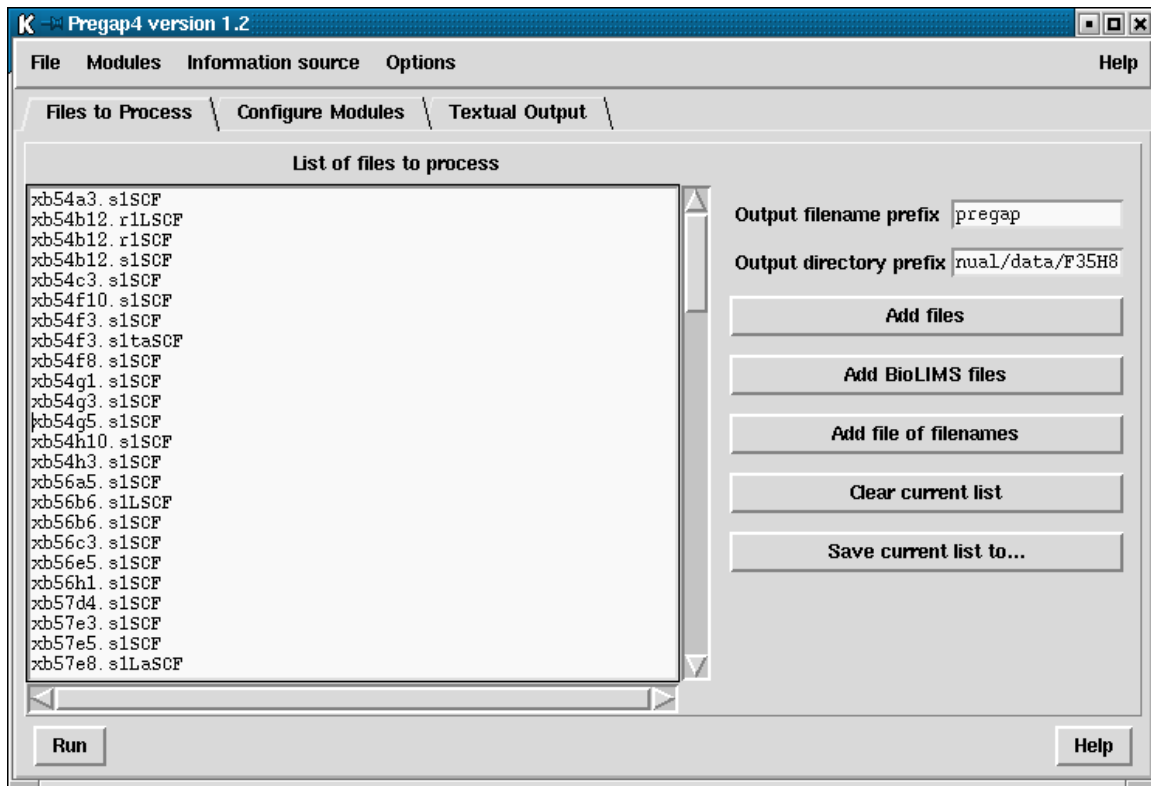 K Pregap4 version 1.2
File Modules Information source Options Help
Files to Process Configure Modules Textual Output
List of files to process
xb54a3.s1SCF
xb54b12.r1LSCF
xb54b12.r1SCF
xb54b12.s1SCF
xb54c3.s1SCF
xb54f10.s1SCF
xb54f3.s1SCF
xb54f3.s1taSCF
xb54f8.s1SCF
xb54g1.s1SCF
xb54g3.s1SCF
xb54g5.s1SCF
xb54h10.s1SCF
xb54h3.s1SCF
xb56a5.s1SCF
xb56b6.s1LSCF
xb56b6.s1SCF
xb56c3.s1SCF
xb56e5.s1SCF
xb56h1.s1SCF
xb57d4.s1SCF
xb57e3.s1SCF
xb57e5.s1SCF
xb57e8.s1LaSCF
Output filename prefix pregap
Output directory prefix nual/data/F35H8
Add files
Add BioLIMS files
Add file of filenames
Clear current list
Save current list to...
Run Help